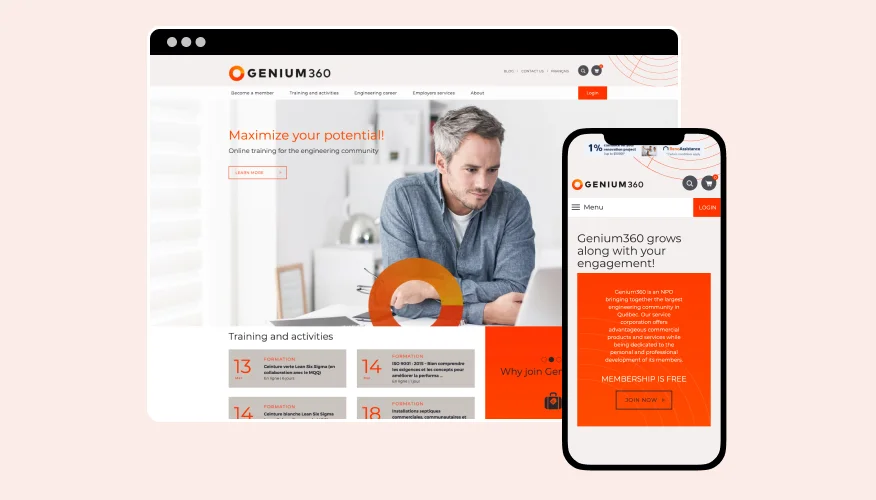 GENIUM360
BLOG | CONTACT US | FRANÇAIS
Become a member Training and activities Engineering career Employers services About Login
Maximize your potential!
Online training for the engineering community
LEARN MORE >
Training and activities
13
FORMATION
Ceinture verte Lean Six Sigma (en
collaboration avec le MQQ)
14
FORMATION
ISO-9001 : 2015 - Bien comprendre
les exigences et les concepts pour
améliorer la performa ...
14
FORMATION
Ceinture blanche Lean Six Sigma
18
FORMATION
Installations septiques
commerciales, communautaires et
Why join Gen
1%
renovation project
Assistance
GENIUM360
Menu
LOGIN
Genium360 grows
along with your
engagement!
Genium360 is an NPO
bringing together the largest
engineering community in
Québec. Our service
corporation offers
advantageous commercial
products and services while
being dedicated to the
personal and professional
development of its members.
MEMBERSHIP IS FREE
JOIN NOW >